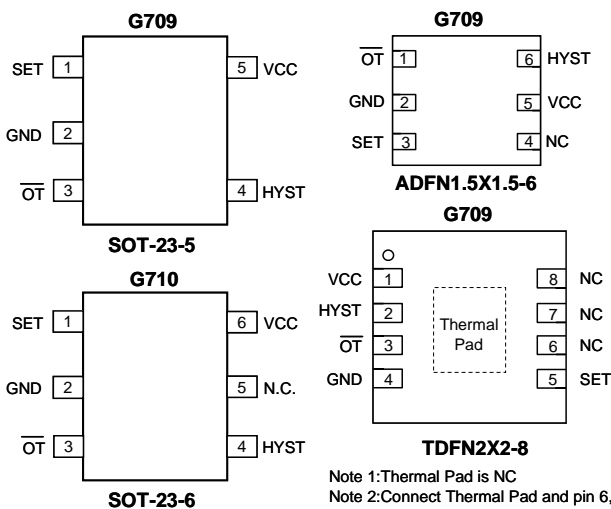 G709
SET 1 5 VCC
GND 2
OT 3 4 HYST
SOT-23-5
G710
SET 1 6 VCC
GND 2 5 N.C.
OT 3 4 HYST
SOT-23-6
G709
OT 1 6 HYST
GND 2 5 VCC
SET 3 4 NC
ADFN1.5X1.5-6
G709
VCC 1 8 NC
HYST 2 7 NC
OT 3 6 NC
GND 4 5 SET
Thermal
Pad
TDFN2X2-8
Note 1:Thermal Pad is NC
Note 2:Connect Thermal Pad and pin 6,